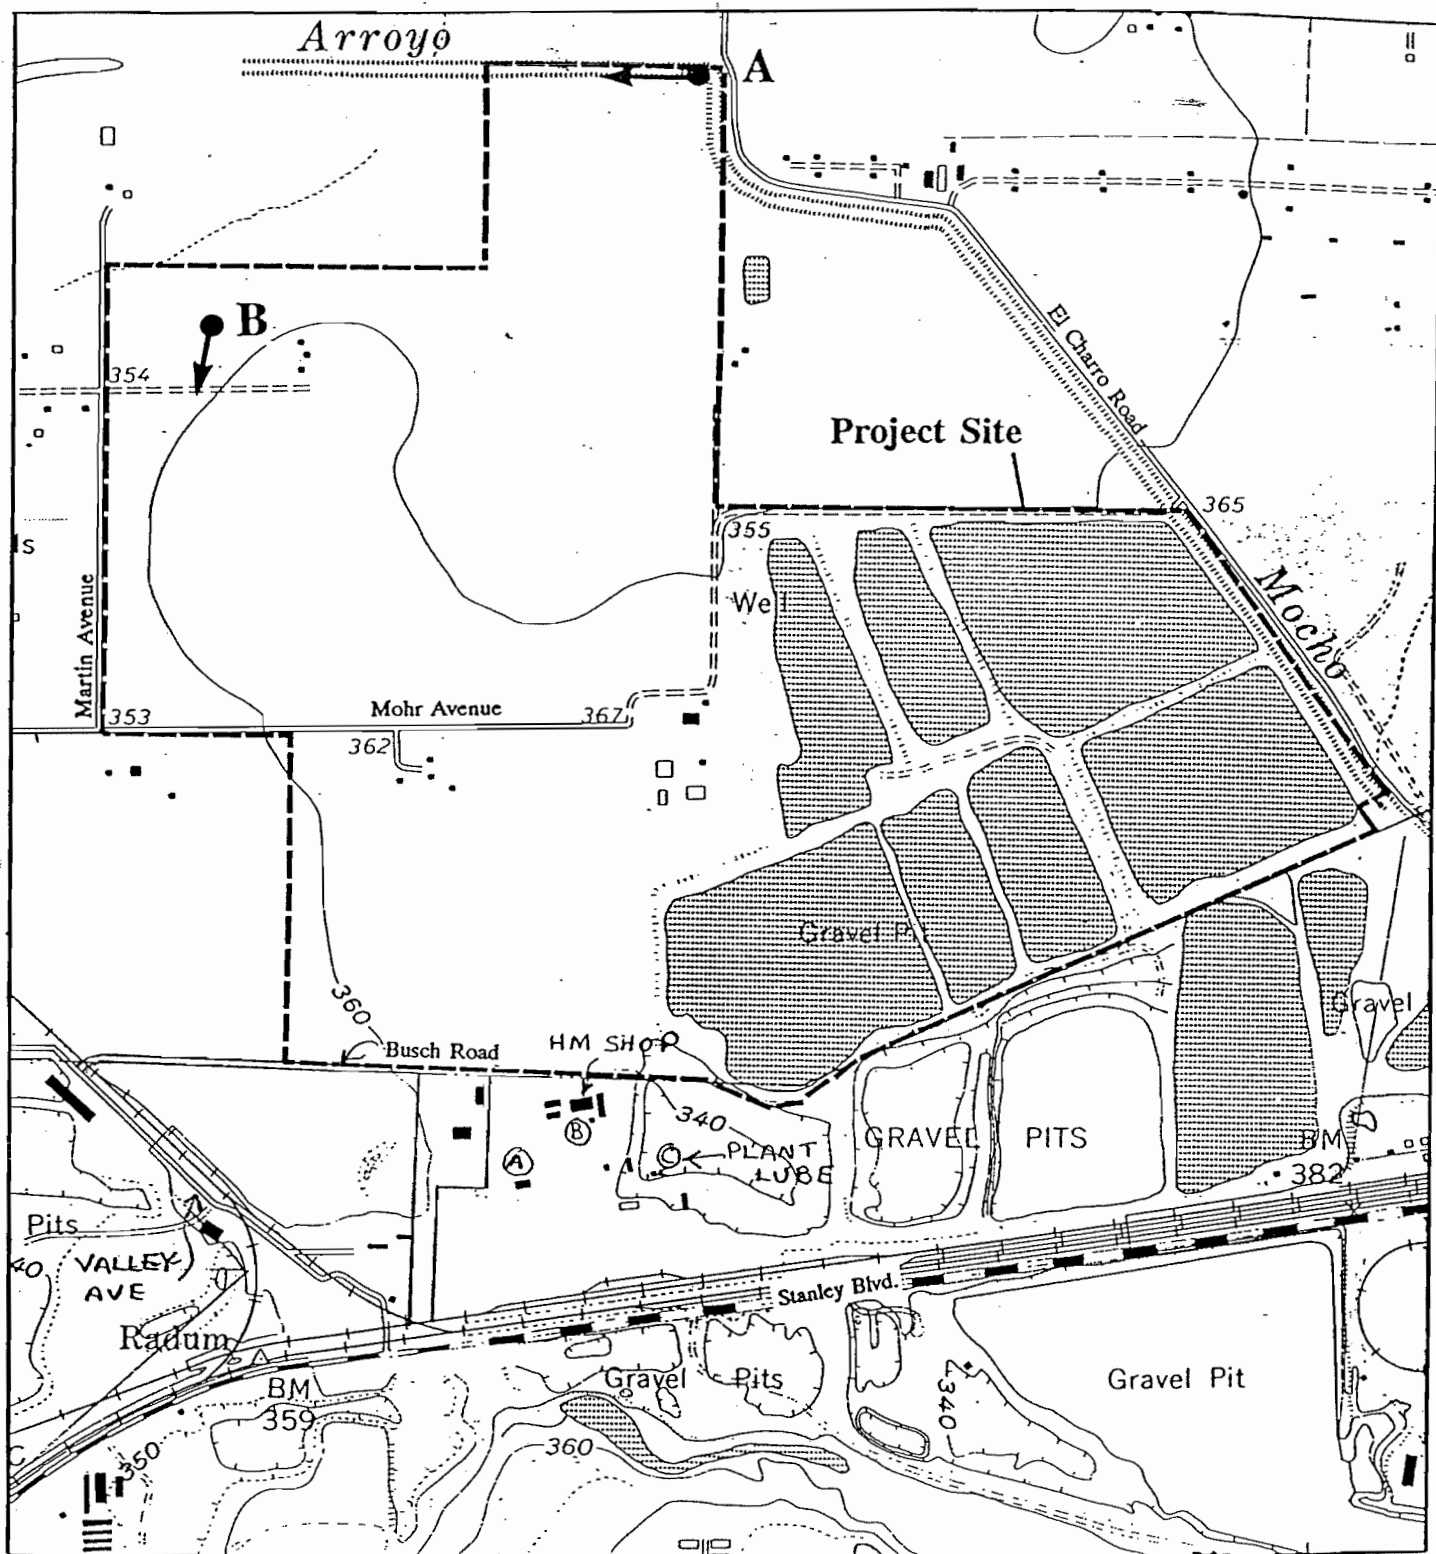 Arroyo
A
B
354
El Charro Road
Project Site
365
355
Well
Mocho
S
Martin Avenue
353
Mohr Avenue
367
362
Gravel Pit
360
Busch Road
HM SHOP
Gravel
340
B
A
PLANT
LUBE
GRAVEL PITS
BM
382
Pits
40
VALLEY
AVE
Stanley Blvd.
Radum
BM
359
Gravel Pits
340
Gravel Pit
C
350
360